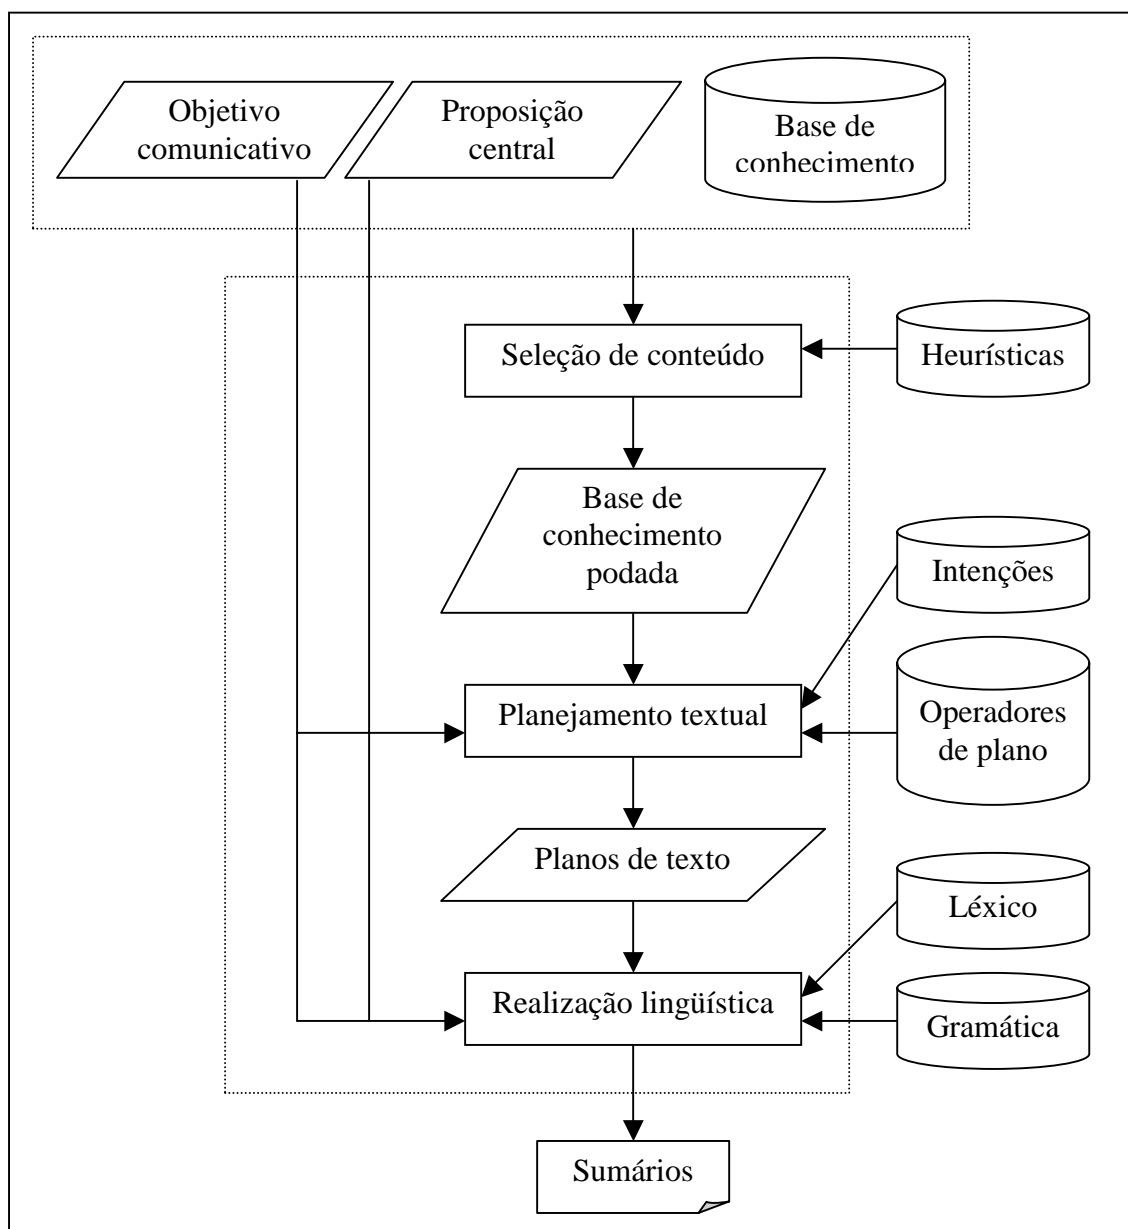 Objetivo
comunicativo
Proposição
central
Base de
conhecimento
Seleção de conteúdo
Heurísticas
Base de
conhecimento
podada
Intenções
Planejamento textual
Operadores
de plano
Planos de texto
Léxico
Realização lingüística
Gramática
Sumários